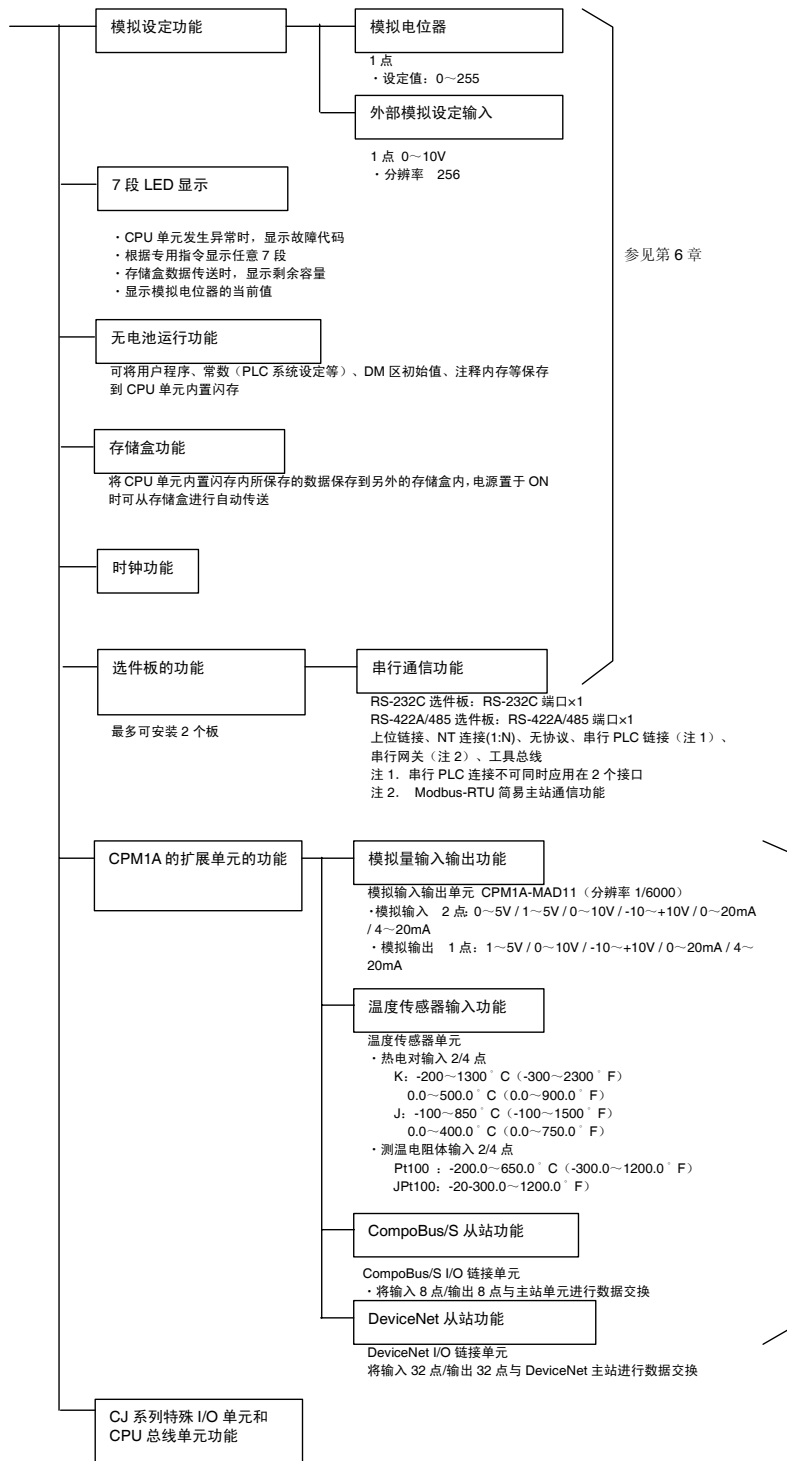 模拟设定功能
模拟电位器
1 点
・设定值：0～255
外部模拟设定输入
1 点 0～10V
・分辨率 256
7 段 LED 显示
・CPU 单元发生异常时，显示故障代码
・根据专用指令显示任意 7 段
・存储盒数据传送时，显示剩余容量
・显示模拟电位器的当前值
参见第 6 章
无电池运行功能
可将用户程序、常数（PLC 系统设定等）、DM 区初始值、注释内存等保存
到 CPU 单元内置闪存
存储盒功能
将 CPU 单元内置闪存内所保存的数据保存到另外的存储盒内，电源置于 ON
时可从存储盒进行自动传送
时钟功能
选件板的功能
最多可安装 2 个板
串行通信功能
RS-232C 选件板：RS-232C 端口×1
RS-422A/485 选件板：RS-422A/485 端口×1
上位链接、NT 连接(1:N)、无协议、串行 PLC 链接（注 1）、
串行网关（注 2）、工具总线
注 1．串行 PLC 连接不可同时应用在 2 个接口
注 2． Modbus-RTU 简易主站通信功能
CPM1A 的扩展单元的功能
模拟量输入输出功能
模拟输入输出单元 CPM1A-MAD11（分辨率 1/6000）
・模拟输入 2 点: 0～5V / 1～5V / 0～10V / -10～+10V / 0～20mA
/ 4～20mA
・模拟输出 1 点：1～5V / 0～10V / -10～+10V / 0～20mA / 4～
20mA
温度传感器输入功能
温度传感器单元
・热电对输入 2/4 点
K：-200～1300°C（-300～2300°F）
0.0～500.0°C（0.0～900.0°F）
J：-100～850°C（-100～1500°F）
0.0～400.0°C（0.0～750.0°F）
・测温电阻体输入 2/4 点
Pt100 ：-200.0～650.0°C（-300.0～1200.0°F）
JPt100：-20-300.0～1200.0°F）
CompoBus/S 从站功能
CompoBus/S I/O 链接单元
・将输入 8 点/输出 8 点与主站单元进行数据交换
DeviceNet 从站功能
DeviceNet I/O 链接单元
将输入 32 点/输出 32 点与 DeviceNet 主站进行数据交换
CJ 系列特殊 I/O 单元和
CPU 总线单元功能